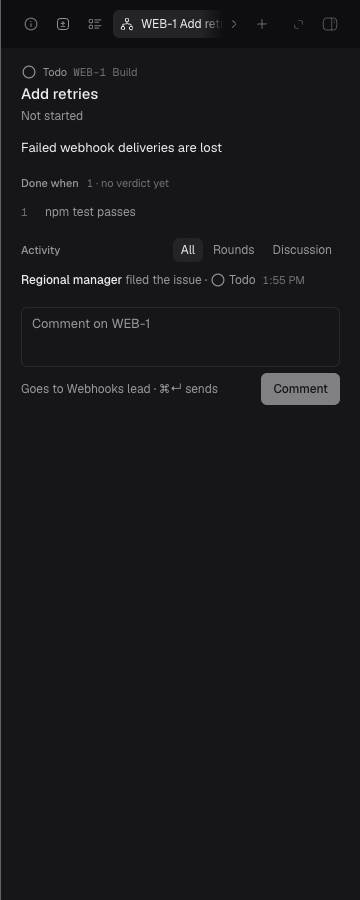 WEB-1 Add retr
Todo WEB-1 Build
Add retries
Not started
Failed webhook deliveries are lost
Done when 1 · no verdict yet
1 npm test passes
Activity All Rounds Discussion
Regional manager filed the issue · Todo 1:55 PM
Comment on WEB-1
Goes to Webhooks lead · ⌘↵ sends Comment